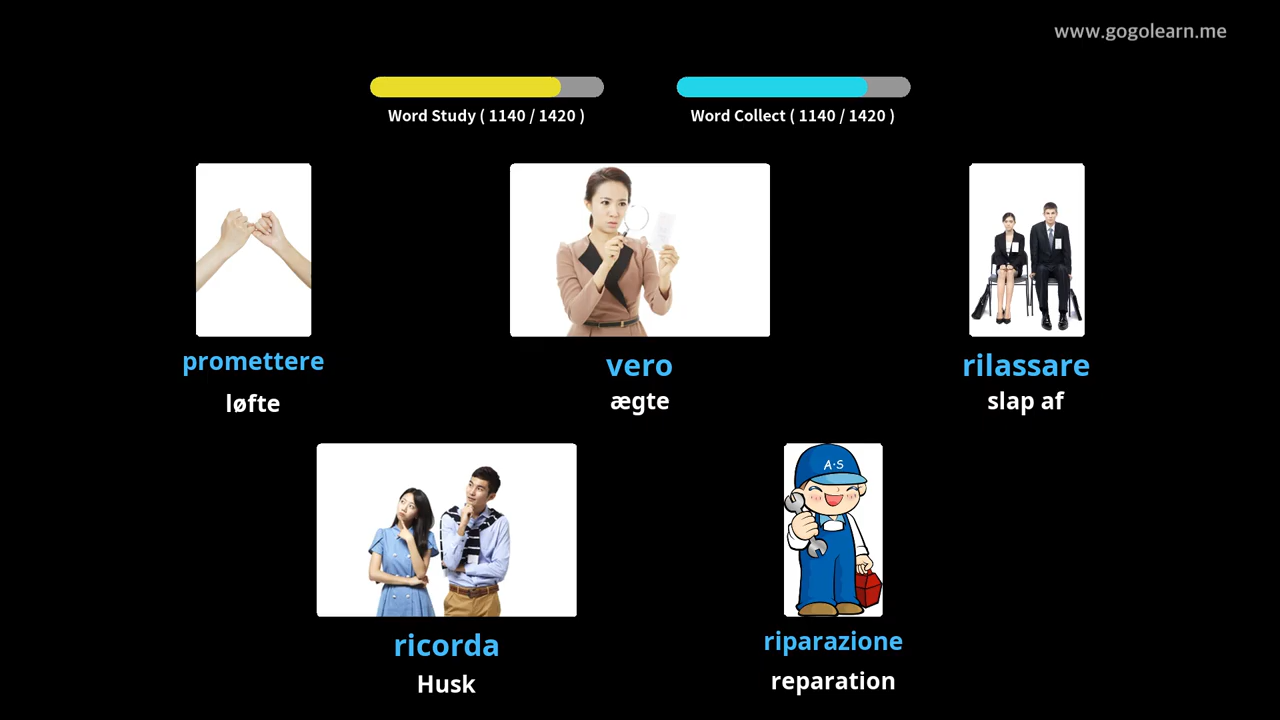 www.gogolearn.me
Word Study ( 1140 / 1420 )
Word Collect ( 1140 / 1420 )
promettere
løfte
vero
ægte
rilassare
slap af
A·S
ricorda
Husk
riparazione
reparation